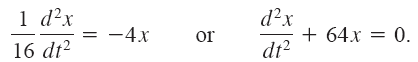 1/16 d²x/dt² = −4x or d²x/dt² + 64x = 0.